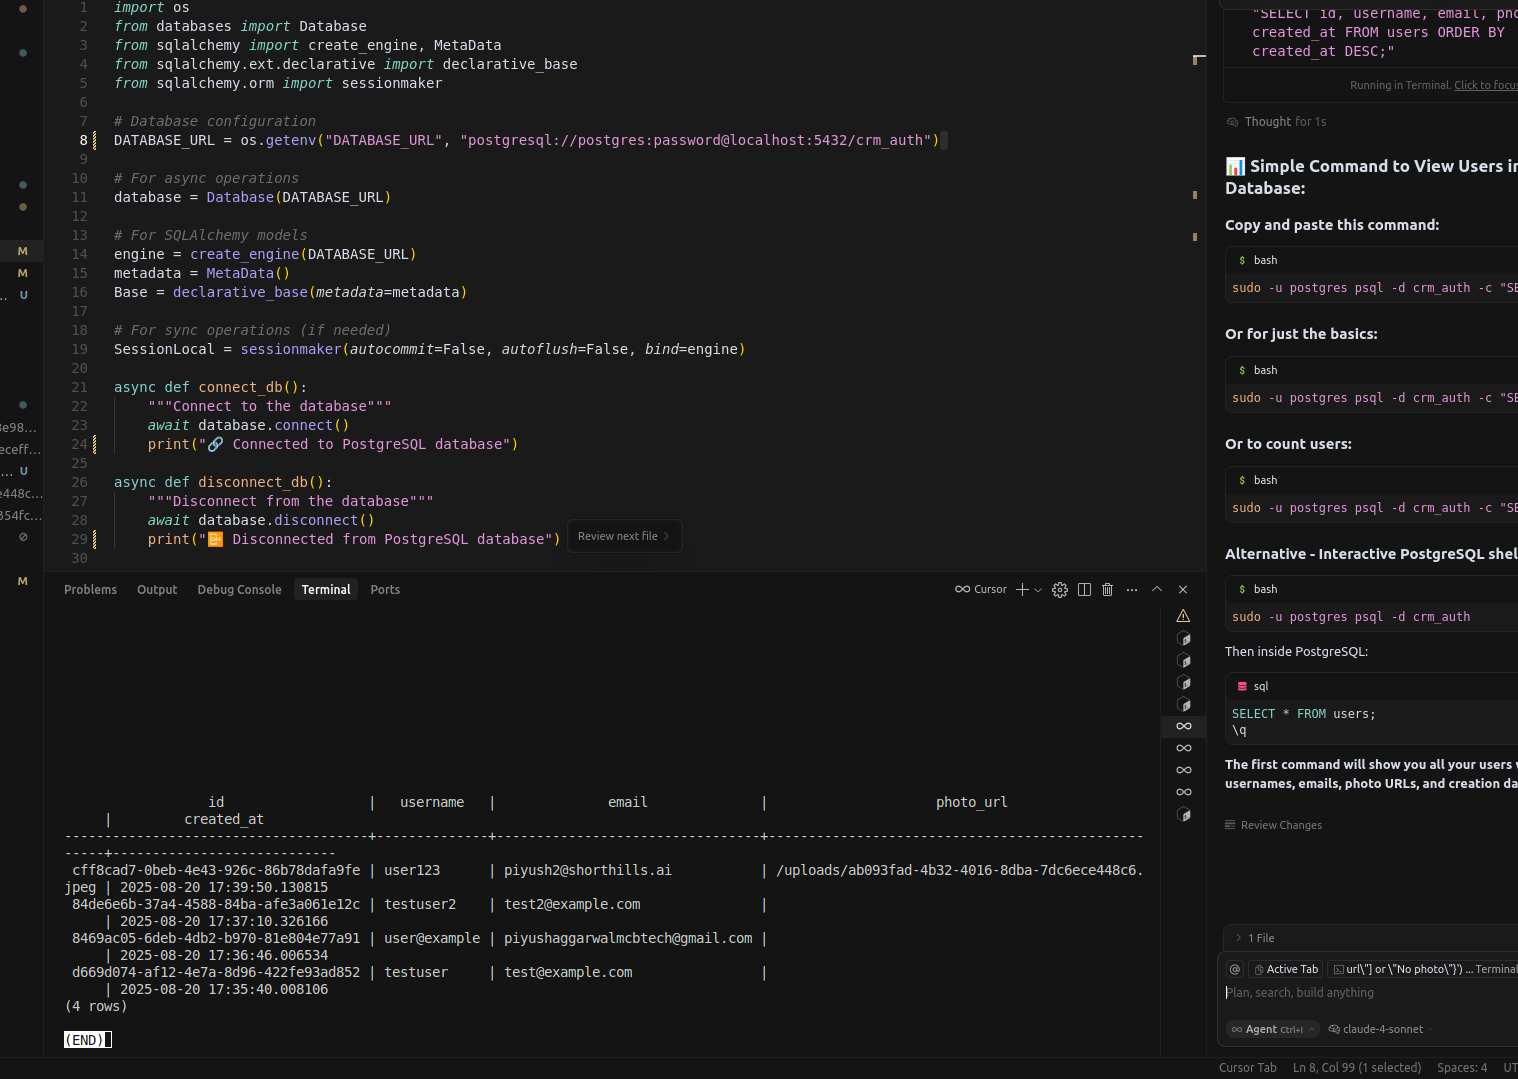 1 import os
2 from databases import Database
3 from sqlalchemy import create_engine, MetaData
4 from sqlalchemy.ext.declarative import declarative_base
5 from sqlalchemy.orm import sessionmaker
6
7 # Database configuration
8 DATABASE_URL = os.getenv("DATABASE_URL", "postgresql://postgres:password@localhost:5432/crm_auth")
9
10 # For async operations
11 database = Database(DATABASE_URL)
12
13 # For SQLAlchemy models
14 engine = create_engine(DATABASE_URL)
15 metadata = MetaData()
16 Base = declarative_base(metadata=metadata)
17
18 # For sync operations (if needed)
19 SessionLocal = sessionmaker(autocommit=False, autoflush=False, bind=engine)
20
21 async def connect_db():
22     """Connect to the database"""
23     await database.connect()
24     print("🔗 Connected to PostgreSQL database")
25
26 async def disconnect_db():
27     """Disconnect from the database"""
28     await database.disconnect()
29     print("📴 Disconnected from PostgreSQL database")
30
Review next file
M
M
... U
3e98...
eceff...
... U
e448c...
354fc...
M
Problems Output Debug Console Terminal Ports
Cursor
id | username | email | photo_url
| created_at
--------------------------------------+--------------+---------------------------------+-----------------------------------------------
-----+----------------------------
cff8cad7-0beb-4e43-926c-86b78dafa9fe | user123 | piyush2@shorthills.ai | /uploads/ab093fad-4b32-4016-8dba-7dc6ece448c6.
jpeg | 2025-08-20 17:39:50.130815
84de6e6b-37a4-4588-84ba-afe3a061e12c | testuser2 | test2@example.com |
| 2025-08-20 17:37:10.326166
8469ac05-6deb-4db2-b970-81e804e77a91 | user@example | piyushaggarwalmcbtech@gmail.com |
| 2025-08-20 17:36:46.006534
d669d074-af12-4e7a-8d96-422fe93ad852 | testuser | test@example.com |
| 2025-08-20 17:35:40.008106
(4 rows)
(END)
"SELECT id, username, email, pho
created_at FROM users ORDER BY
created_at DESC;"
Running in Terminal. Click to focus
Thought for 1s
📊 Simple Command to View Users in
Database:
Copy and paste this command:
$ bash
sudo -u postgres psql -d crm_auth -c "SE
Or for just the basics:
$ bash
sudo -u postgres psql -d crm_auth -c "SE
Or to count users:
$ bash
sudo -u postgres psql -d crm_auth -c "SE
Alternative - Interactive PostgreSQL shel
$ bash
sudo -u postgres psql -d crm_auth
Then inside PostgreSQL:
sql
SELECT * FROM users;
\q
The first command will show you all your users
usernames, emails, photo URLs, and creation da
Review Changes
1 File
@ Active Tab url\"] or \"No photo\"}') ... Terminal
Plan, search, build anything
Agent Ctrl+I claude-4-sonnet
Cursor Tab Ln 8, Col 99 (1 selected) Spaces: 4 UT